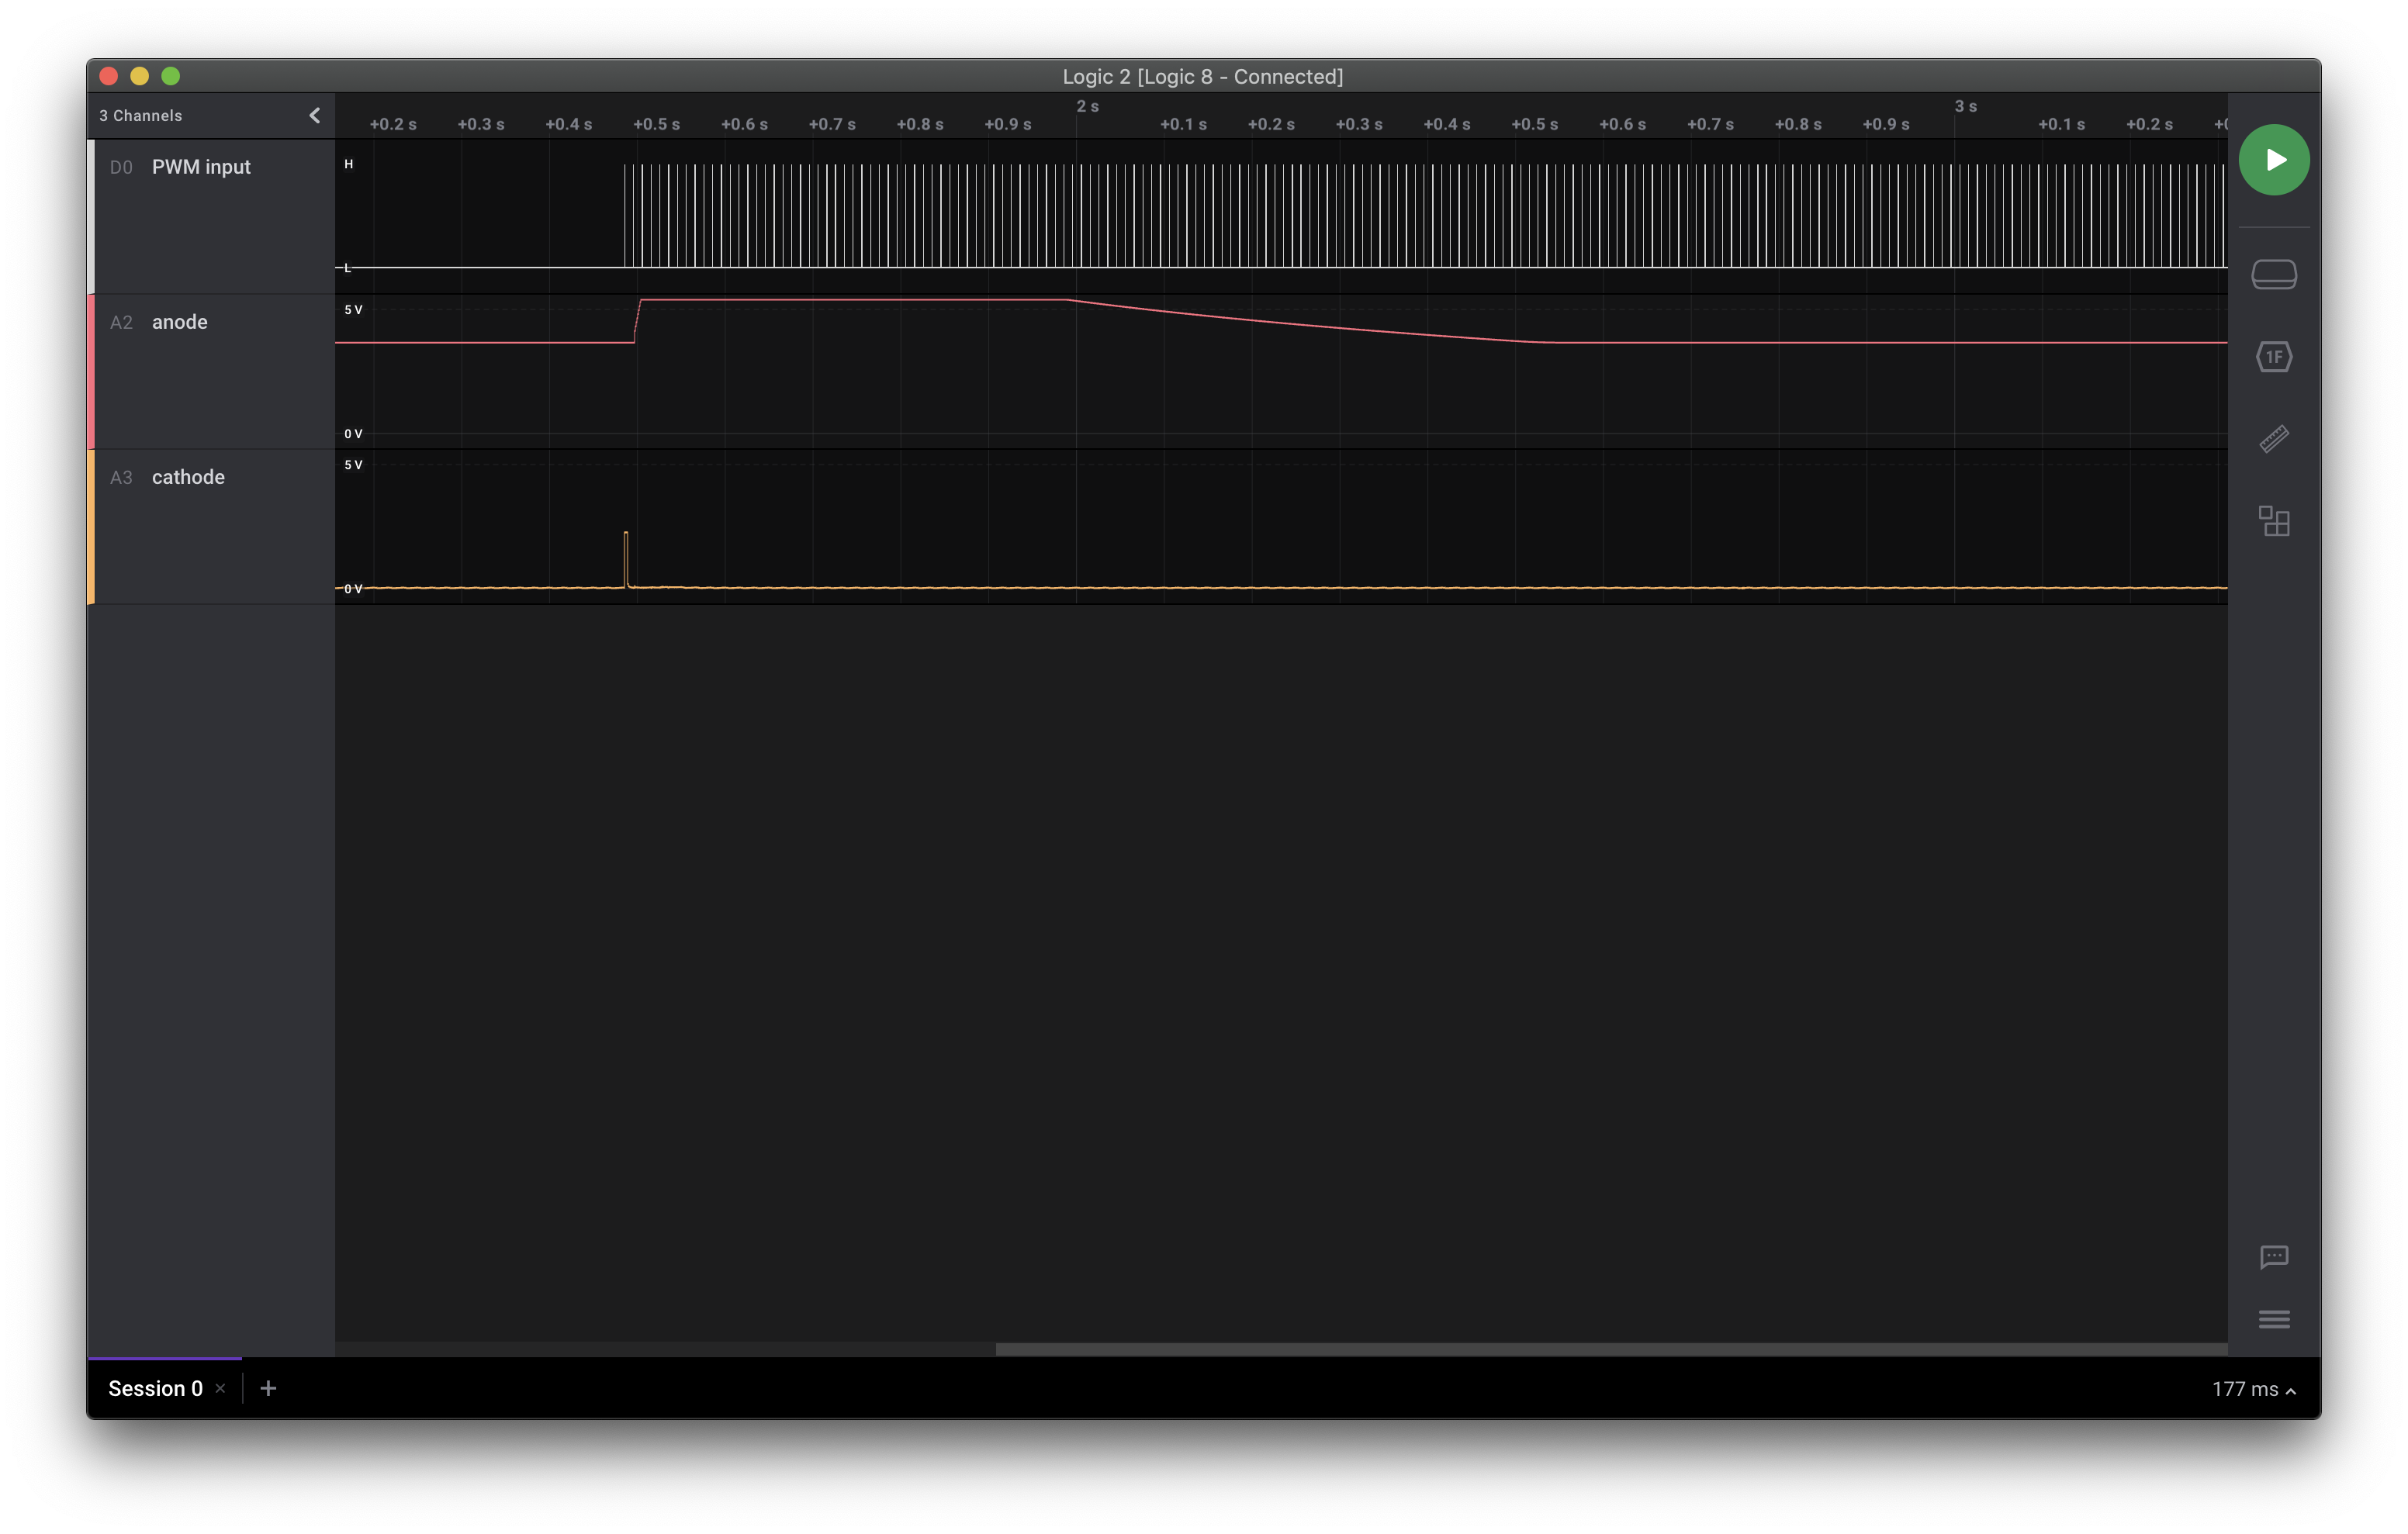 Logic 2 [Logic 8 - Connected]
3 Channels
2 s
3 s
+0.2 s +0.3 s +0.4 s +0.5 s +0.6 s +0.7 s +0.8 s +0.9 s +0.1 s +0.2 s +0.3 s +0.4 s +0.5 s +0.6 s +0.7 s +0.8 s +0.9 s +0.1 s +0.2 s
D0 PWM input
H
L
A2 anode
5 V
0 V
A3 cathode
5 V
0 V
1F
Session 0
177 ms